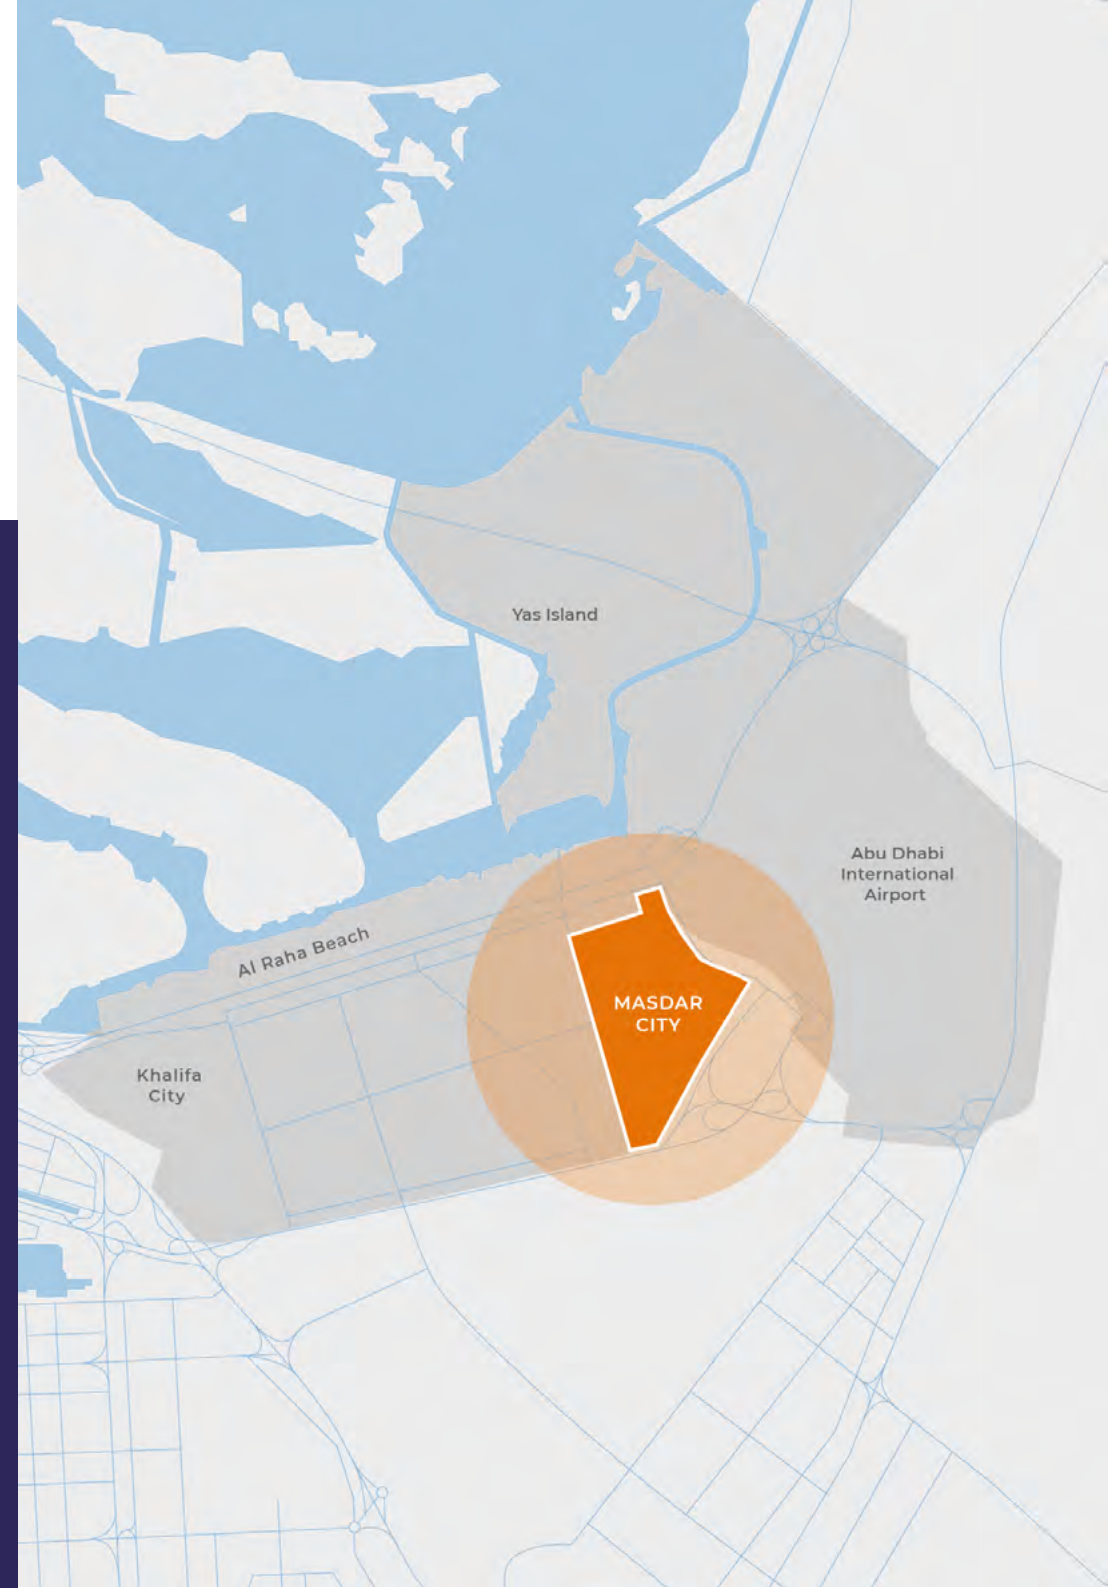 Yas Island
Abu Dhabi
International
Airport
Al Raha Beach
MASDAR
CITY
Khalifa
City